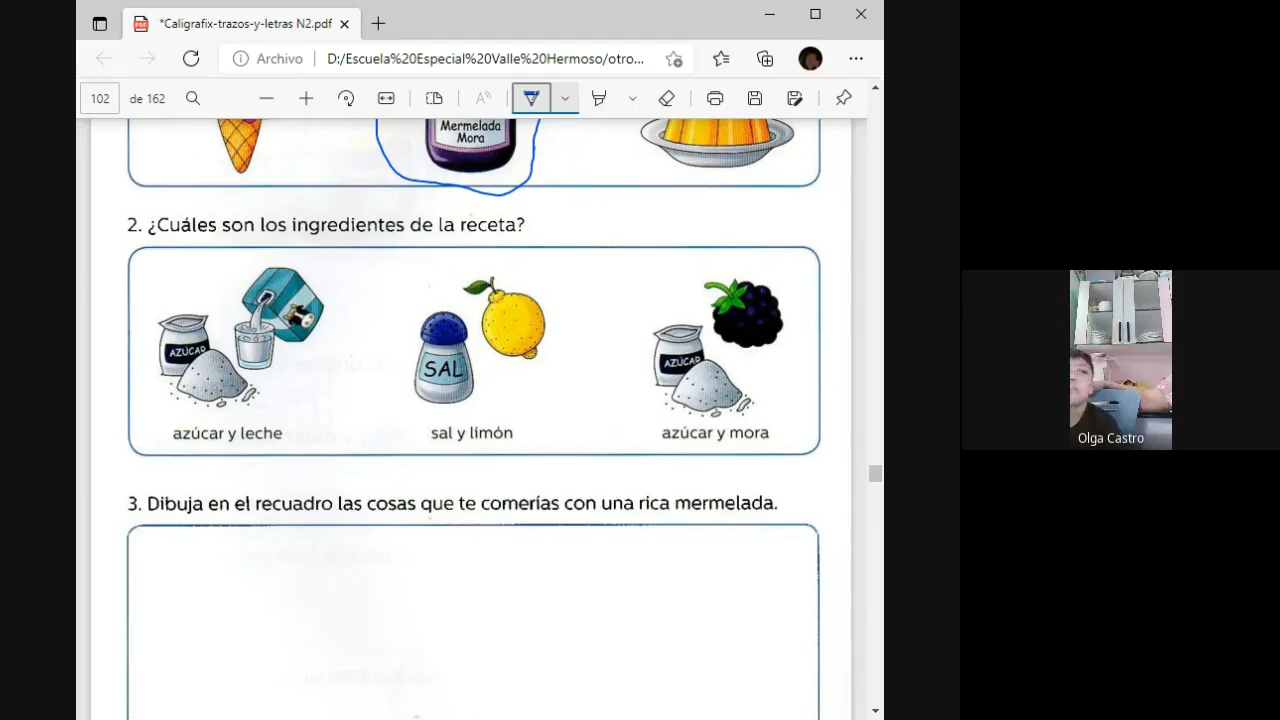 *Caligrafix-trazos-y-letras N2.pdf
Archivo
D:/Escuela%20Especial%20Valle%20Hermoso/otro...
102 de 162
Mermelada
Mora
2. ¿Cuáles son los ingredientes de la receta?
AZÚCAR
SAL
AZÚCAR
azúcar y leche
sal y limón
azúcar y mora
3. Dibuja en el recuadro las cosas que te comerías con una rica mermelada.
Olga Castro